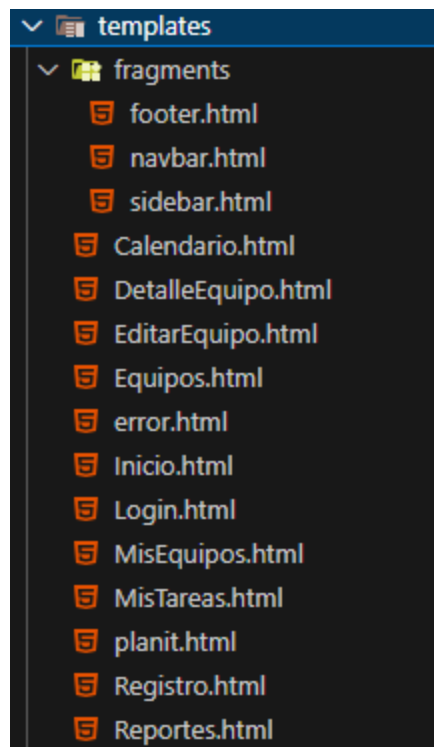 templates
fragments
footer.html
navbar.html
sidebar.html
Calendario.html
DetalleEquipo.html
EditarEquipo.html
Equipos.html
error.html
Inicio.html
Login.html
MisEquipos.html
MisTareas.html
planit.html
Registro.html
Reportes.html